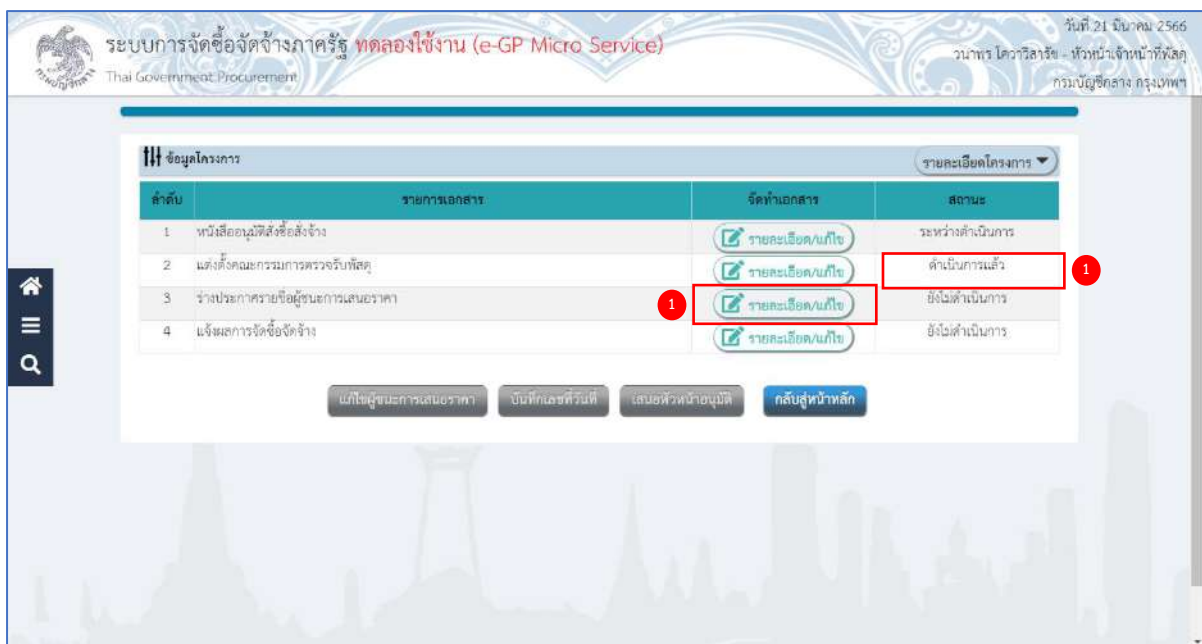 วันที่ 21 มีนาคม 2566
ระบบการจัดซื้อจัดจ้างภาครัฐ ทดลองใช้งาน (e-GP Micro Service)
วนาพร โควาวิสารัช - หัวหน้าเจ้าหน้าที่พัสดุ
Thai Government Procurement
กรมบัญชีกลาง กรุงเทพฯ
กรมบัญชีกลาง
ข้อมูลโครงการ รายละเอียดโครงการ
ลำดับ รายการเอกสาร จัดทำเอกสาร สถานะ
1 หนังสืออนุมัติสั่งซื้อสั่งจ้าง รายละเอียด/แก้ไข ระหว่างดำเนินการ
2 แต่งตั้งคณะกรรมการตรวจรับพัสดุ รายละเอียด/แก้ไข ดำเนินการแล้ว 1
3 ร่างประกาศรายชื่อผู้ชนะการเสนอราคา 1 รายละเอียด/แก้ไข ยังไม่ดำเนินการ
4 แจ้งผลการจัดซื้อจัดจ้าง รายละเอียด/แก้ไข ยังไม่ดำเนินการ
แก้ไขผู้ชนะการเสนอราคา บันทึกเลขที่วันที่ เสนอหัวหน้าอนุมัติ กลับสู่หน้าหลัก